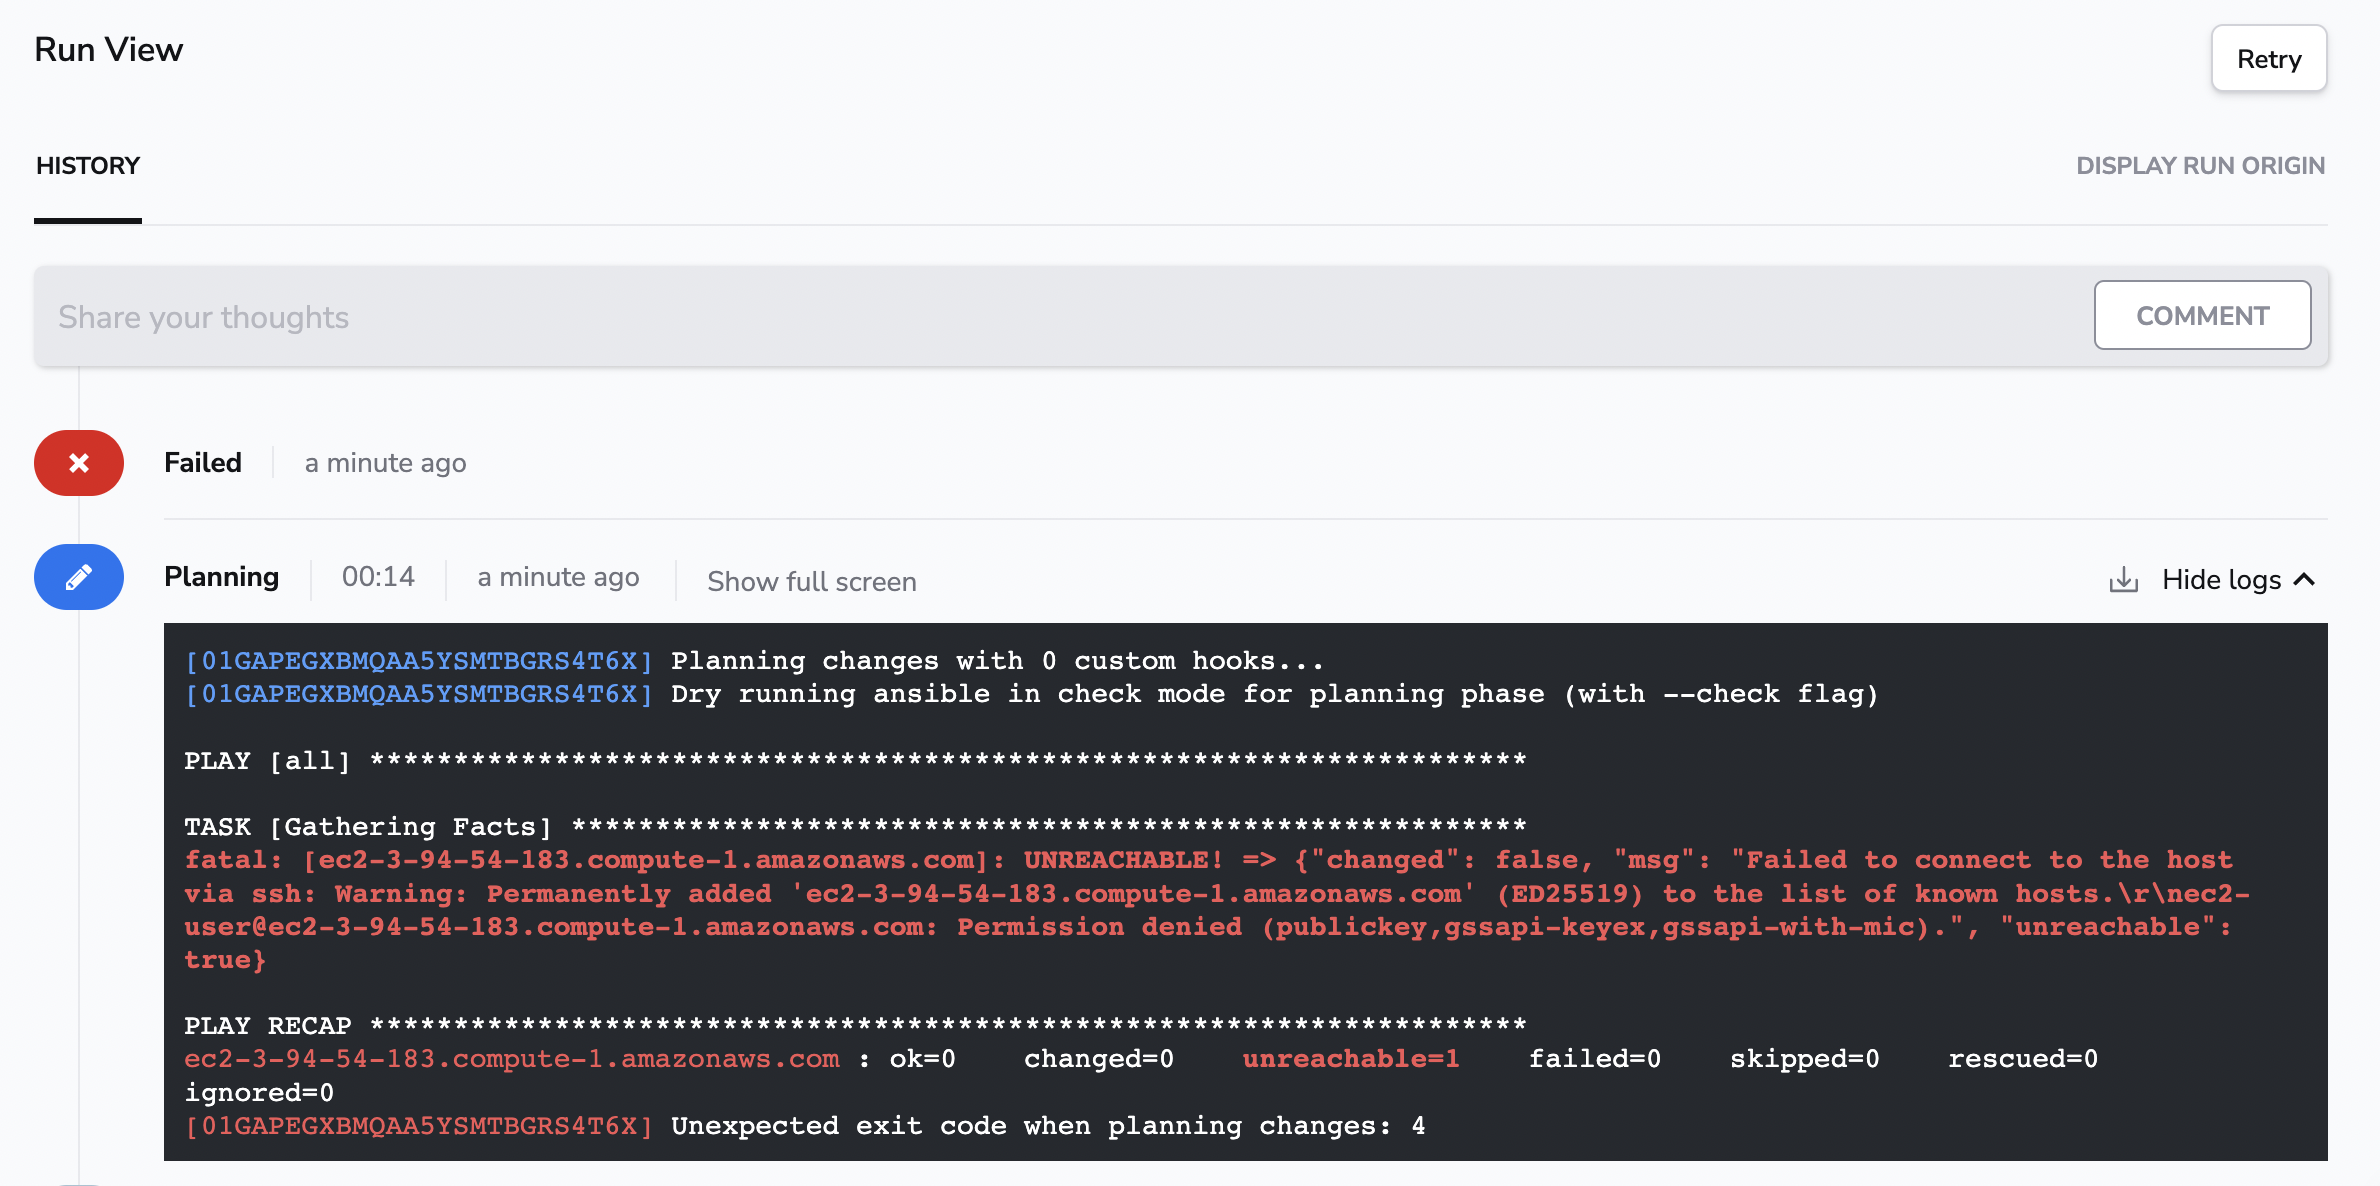 Run View
Retry
HISTORY
DISPLAY RUN ORIGIN
Share your thoughts
COMMENT
Failed
a minute ago
Planning
00:14
a minute ago
Show full screen
Hide logs
[01GAPEGXBMQAA5YSMTBGRS4T6X] Planning changes with 0 custom hooks...
[01GAPEGXBMQAA5YSMTBGRS4T6X] Dry running ansible in check mode for planning phase (with --check flag)
PLAY [all] *********************************************************************
TASK [Gathering Facts] *********************************************************
fatal: [ec2-3-94-54-183.compute-1.amazonaws.com]: UNREACHABLE! => {"changed": false, "msg": "Failed to connect to the host
via ssh: Warning: Permanently added 'ec2-3-94-54-183.compute-1.amazonaws.com' (ED25519) to the list of known hosts.\r\nec2-
user@ec2-3-94-54-183.compute-1.amazonaws.com: Permission denied (publickey,gssapi-keyex,gssapi-with-mic).", "unreachable":
true}
PLAY RECAP *********************************************************************
ec2-3-94-54-183.compute-1.amazonaws.com : ok=0    changed=0    unreachable=1    failed=0    skipped=0    rescued=0
ignored=0
[01GAPEGXBMQAA5YSMTBGRS4T6X] Unexpected exit code when planning changes: 4